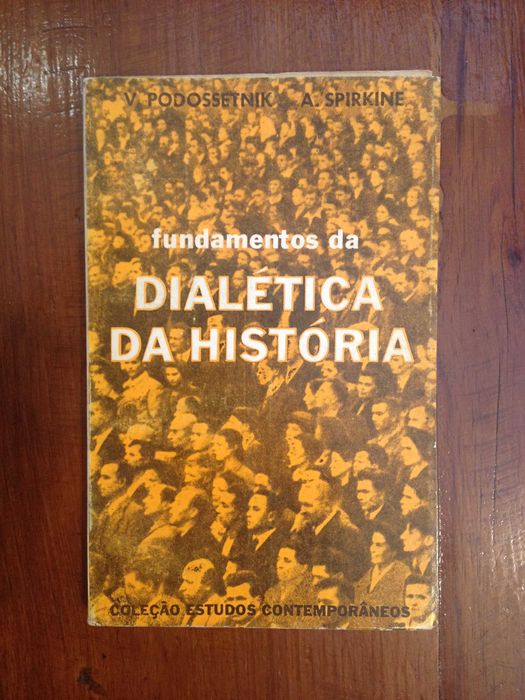 V. PODOSSETNIK A. SPIRKINE
fundamentos da
DIALÉTICA
DA HISTÓRIA
COLEÇÃO ESTUDOS CONTEMPORÂNEOS